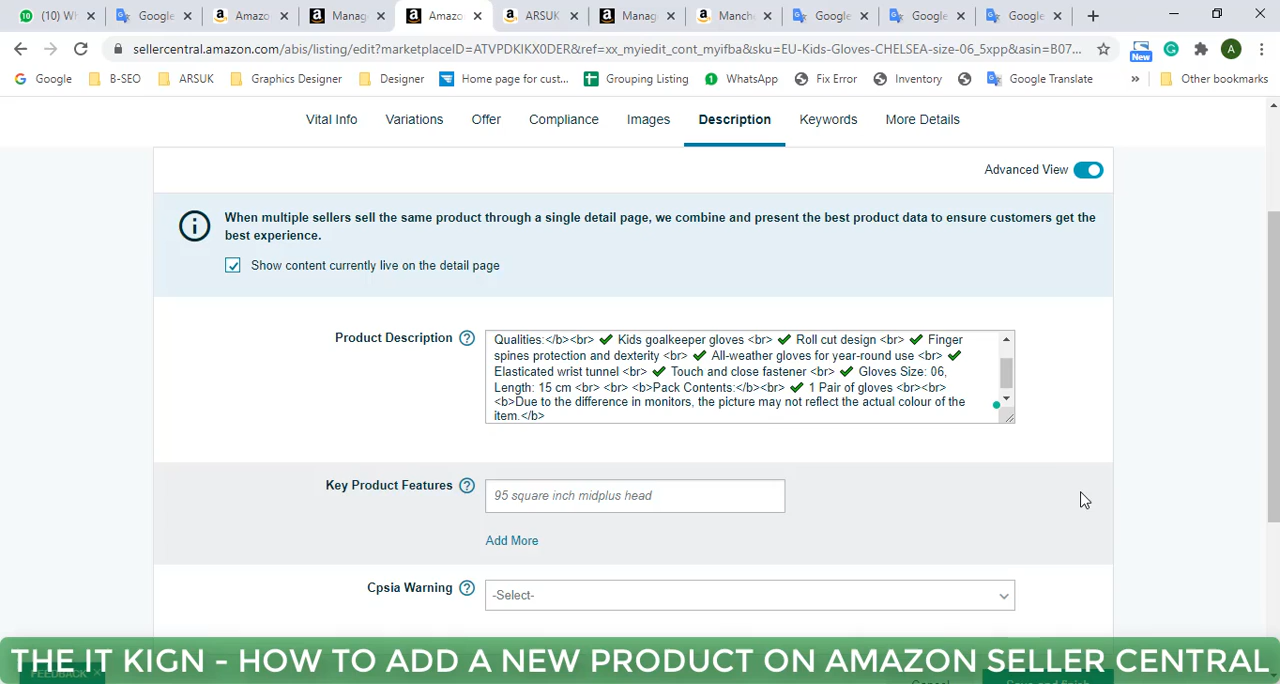 (10) Wh
Google
Amazo
Manag
Amazo
ARSUK
Manag
Manch
Google
Google
Google
sellercentral.amazon.com/abis/listing/edit?marketplaceID=ATVPDKIKX0DER&ref=xx_myiedit_cont_myifba&sku=EU-Kids-Gloves-CHELSEA-size-06_5xpp&asin=B07...
New
A
Google B-SEO ARSUK Graphics Designer Designer Home page for cust... Grouping Listing WhatsApp Fix Error Inventory Google Translate » Other bookmarks
Vital Info Variations Offer Compliance Images Description Keywords More Details
Advanced View
When multiple sellers sell the same product through a single detail page, we combine and present the best product data to ensure customers get the
best experience.
Show content currently live on the detail page
Product Description ?
Qualities:</b><br> ✔ Kids goalkeeper gloves <br> ✔ Roll cut design <br> ✔ Finger
spines protection and dexterity <br> ✔ All-weather gloves for year-round use <br> ✔
Elasticated wrist tunnel <br> ✔ Touch and close fastener <br> ✔ Gloves Size: 06,
Length: 15 cm <br> <br> <b>Pack Contents:</b><br> ✔ 1 Pair of gloves <br><br>
<b>Due to the difference in monitors, the picture may not reflect the actual colour of the
item.</b>
Key Product Features ?
95 square inch midplus head
Add More
Cpsia Warning ?
-Select-
THE IT KIGN - HOW TO ADD A NEW PRODUCT ON AMAZON SELLER CENTRAL
FEEDBACK